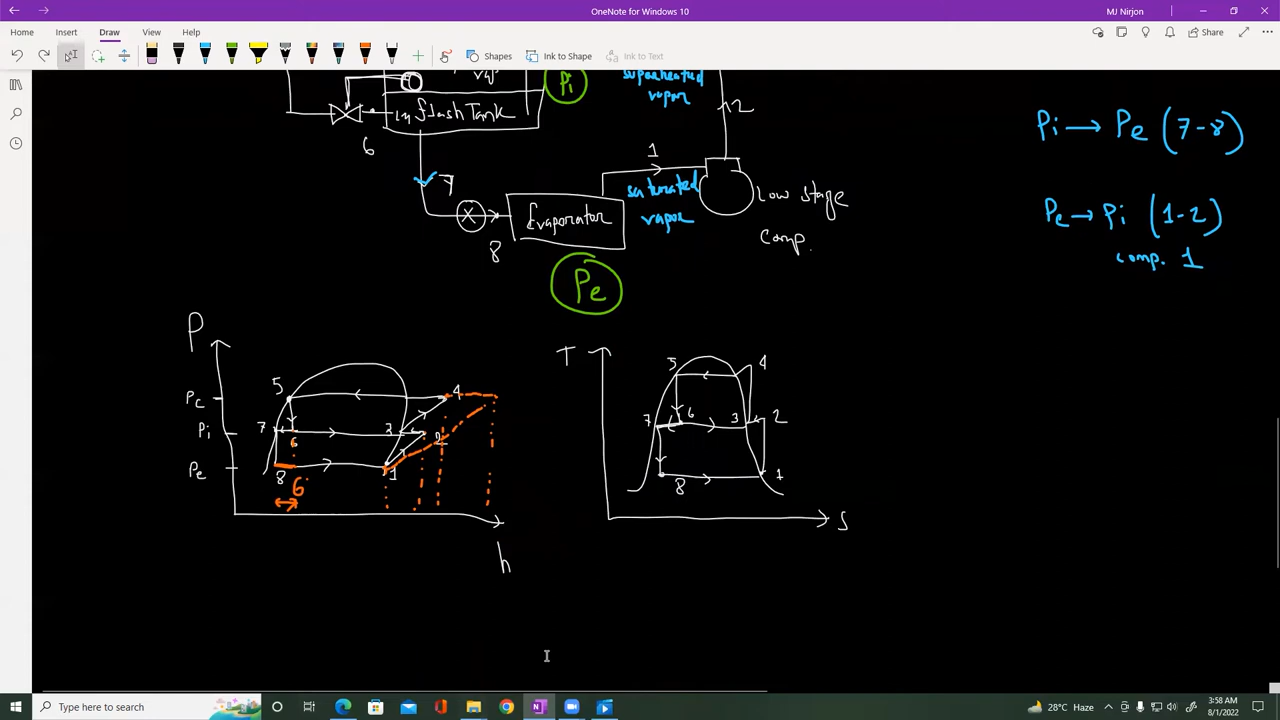 OneNote for Windows 10
MJ Nirjon
Home Insert Draw View Help
Share
Shapes
Ink to Shape
Ink to Text
Pi
superheated
vapor
flash Tank
2
6
7
1
saturated
vapor
Evaporator
8
Low stage
comp.
Pe
Pi → Pe (7-8)
Pe → Pi (1-2)
comp. 1
P
Pc
Pi
Pe
5
4
7
6
3
2
8
6'
1
h
T
5
4
7
6
3
2
8
1
S
Type here to search
28°C Haze
3:58 AM
8/1/2022